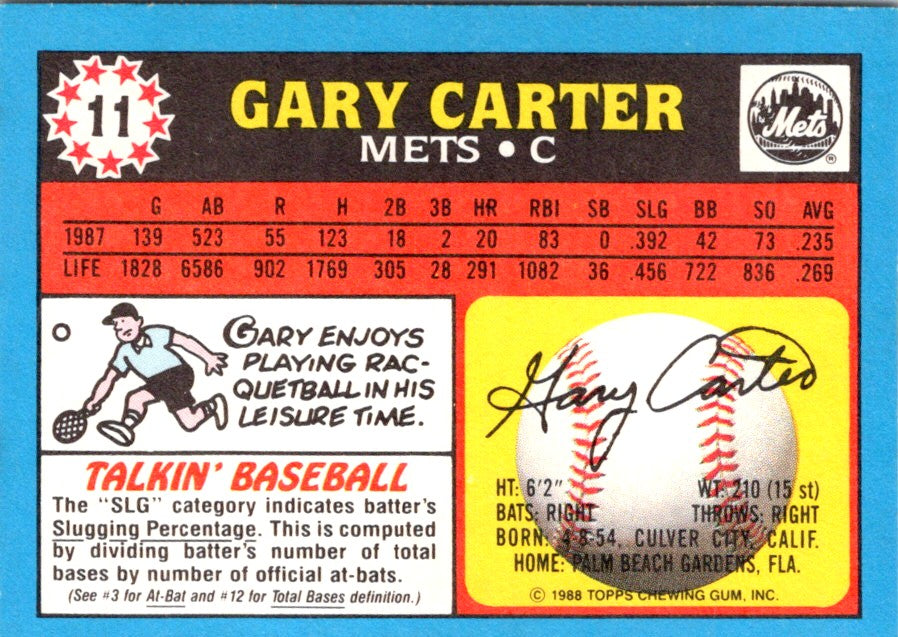 11
GARY CARTER
METS • C
Mets
®
G AB R H 2B 3B HR RBI SB SLG BB SO AVG
1987 139 523 55 123 18 2 20 83 0 .392 42 73 .235
LIFE 1828 6586 902 1769 305 28 291 1082 36 .456 722 836 .269
GARY ENJOYS
PLAYING RAC-
QUETBALL IN HIS
LEISURE TIME.
TALKIN' BASEBALL
The "SLG" category indicates batter's
Slugging Percentage. This is computed
by dividing batter's number of total
bases by number of official at-bats.
(See #3 for At-Bat and #12 for Total Bases definition.)
Gary Carter
HT: 6'2" WT: 210 (15 st)
BATS: RIGHT THROWS: RIGHT
BORN: 4-8-54, CULVER CITY, CALIF.
HOME: PALM BEACH GARDENS, FLA.
© 1988 TOPPS CHEWING GUM, INC.